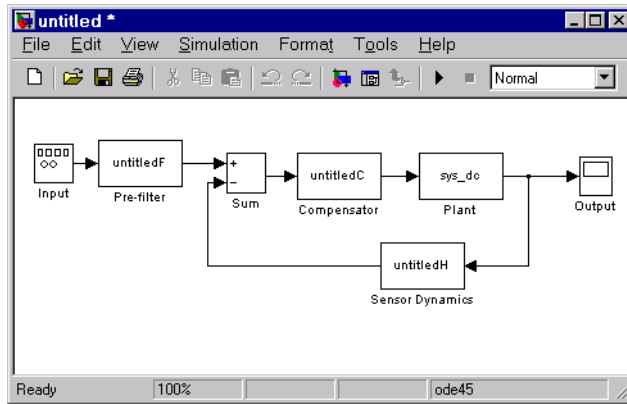 untitled *
File Edit View Simulation Format Tools Help
Normal
untitledF
+
−
untitledC
sys_dc
Input
Pre-filter
Sum
Compensator
Plant
Output
untitledH
Sensor Dynamics
Ready 100% ode45